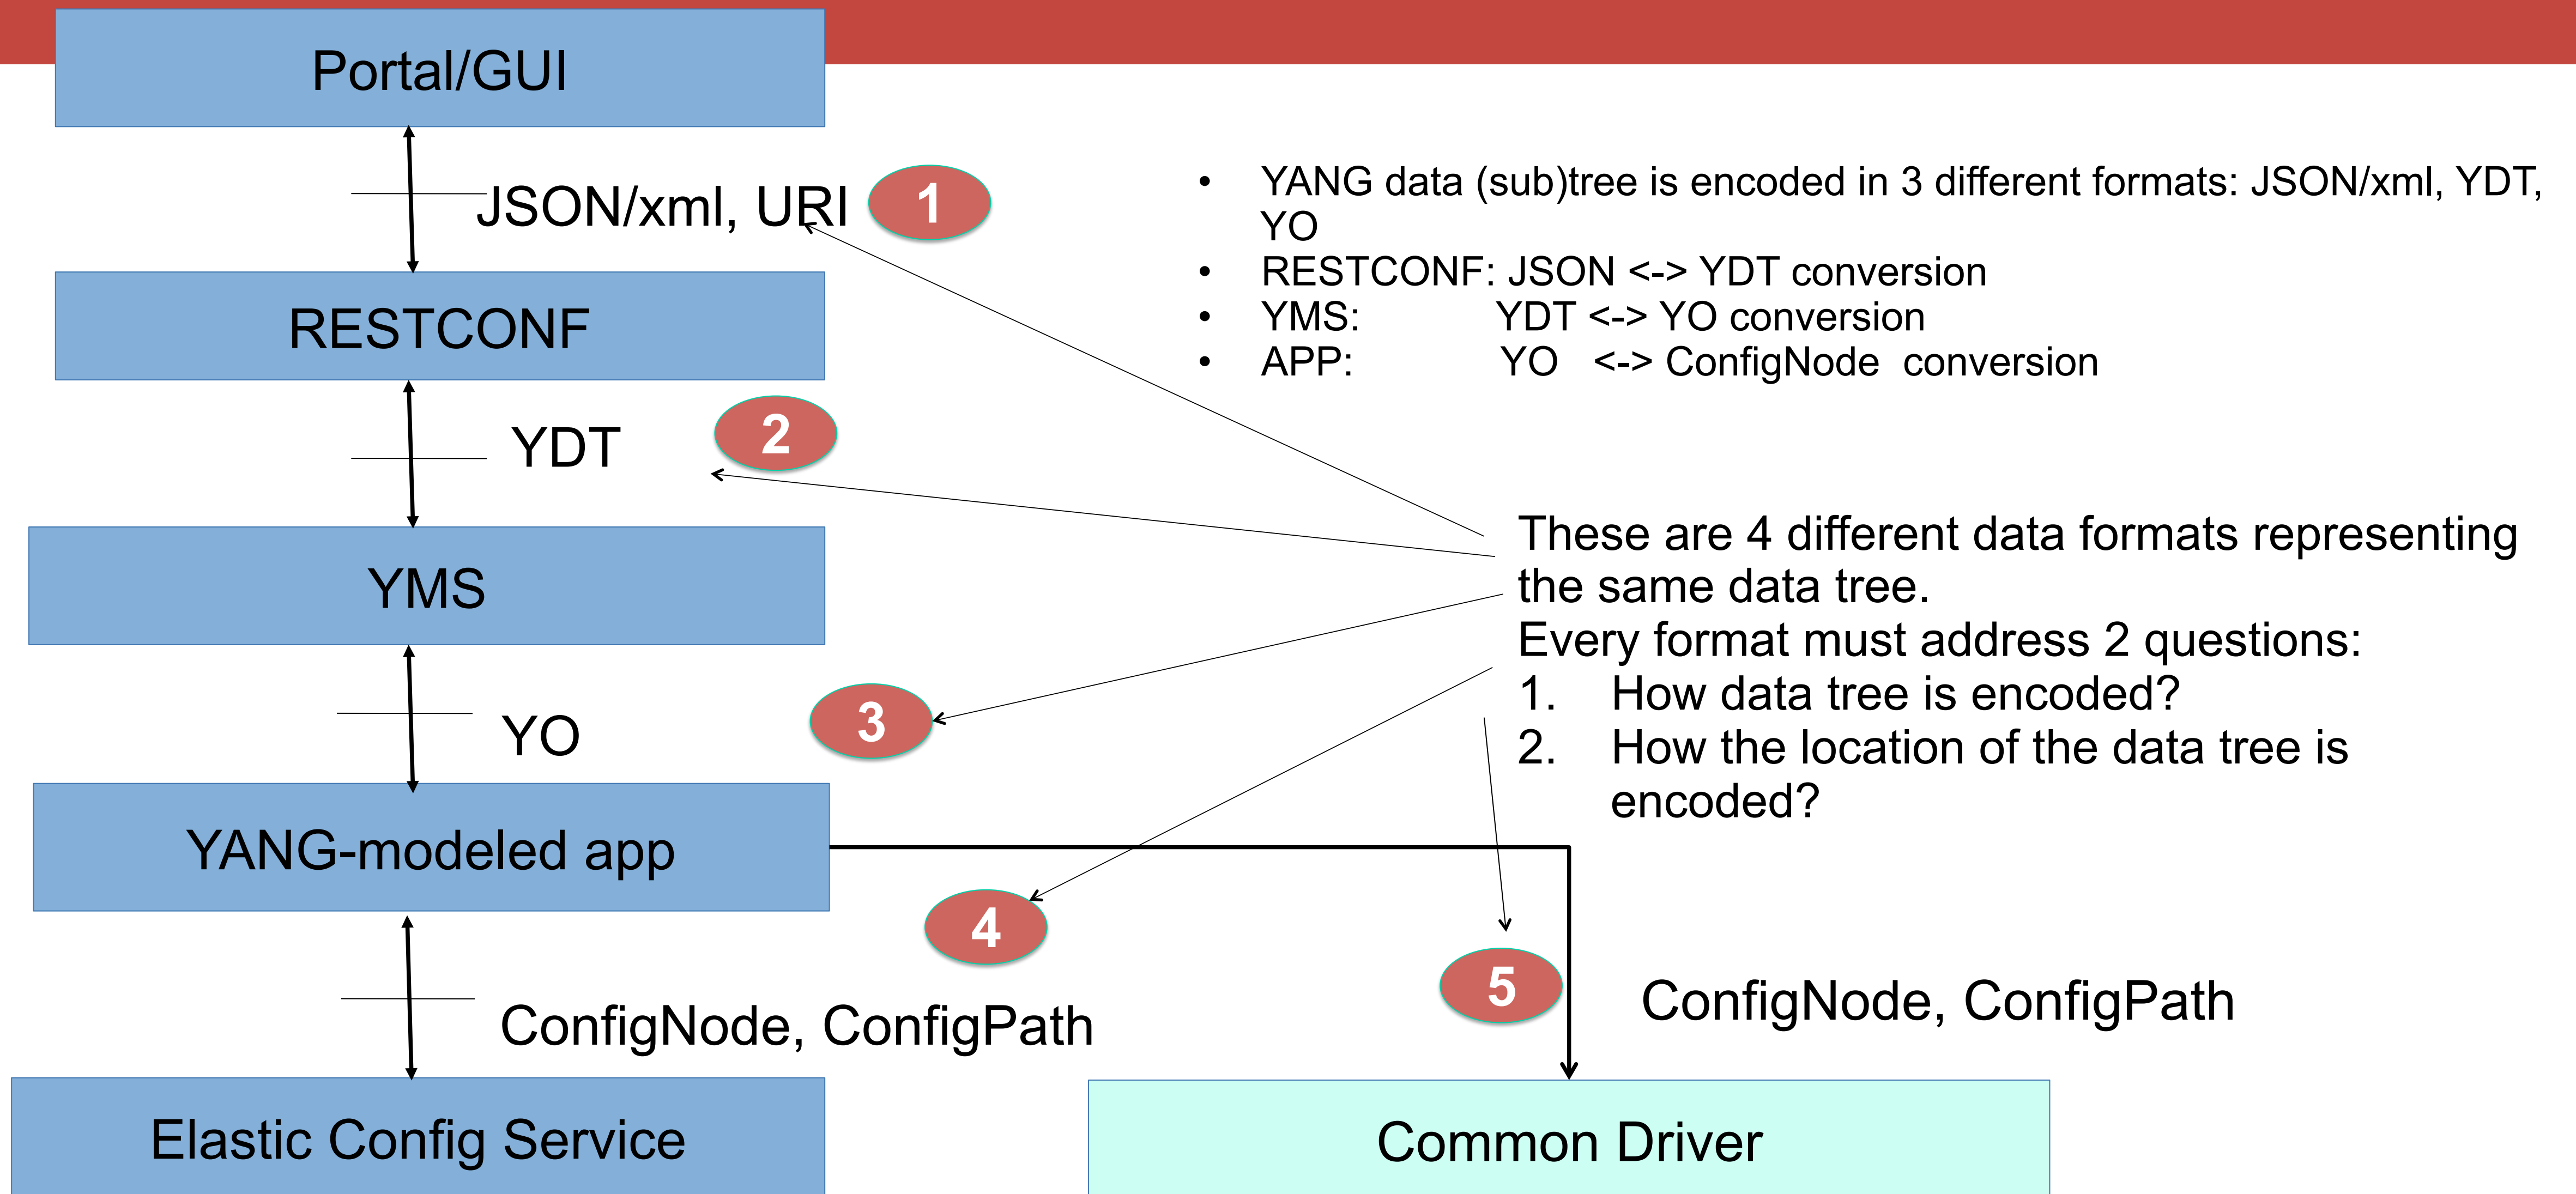 Portal/GUI
JSON/xml, URI
1
RESTCONF
YDT
2
YMS
YO
3
YANG-modeled app
4
ConfigNode, ConfigPath
Elastic Config Service
• YANG data (sub)tree is encoded in 3 different formats: JSON/xml, YDT,
YO
• RESTCONF: JSON <-> YDT conversion
• YMS: YDT <-> YO conversion
• APP: YO <-> ConfigNode conversion
These are 4 different data formats representing
the same data tree.
Every format must address 2 questions:
1. How data tree is encoded?
2. How the location of the data tree is
encoded?
5
ConfigNode, ConfigPath
Common Driver